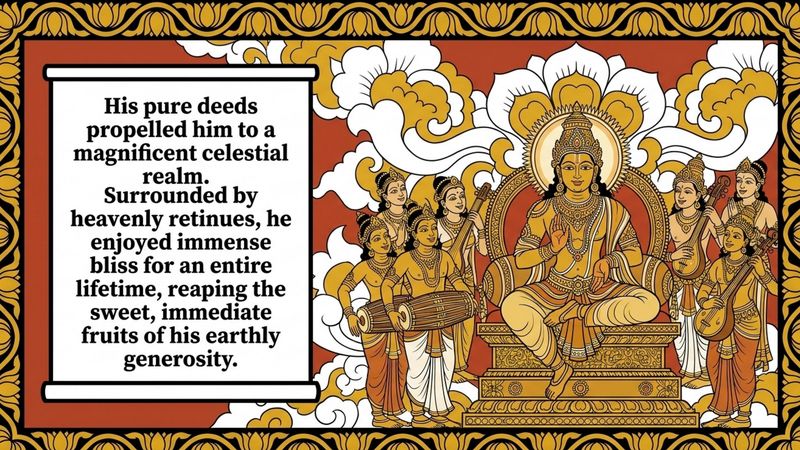 His pure deeds
propelled him to a
magnificent celestial
realm.
Surrounded by
heavenly retinues, he
enjoyed immense
bliss for an entire
lifetime, reaping the
sweet, immediate
fruits of his earthly
generosity.